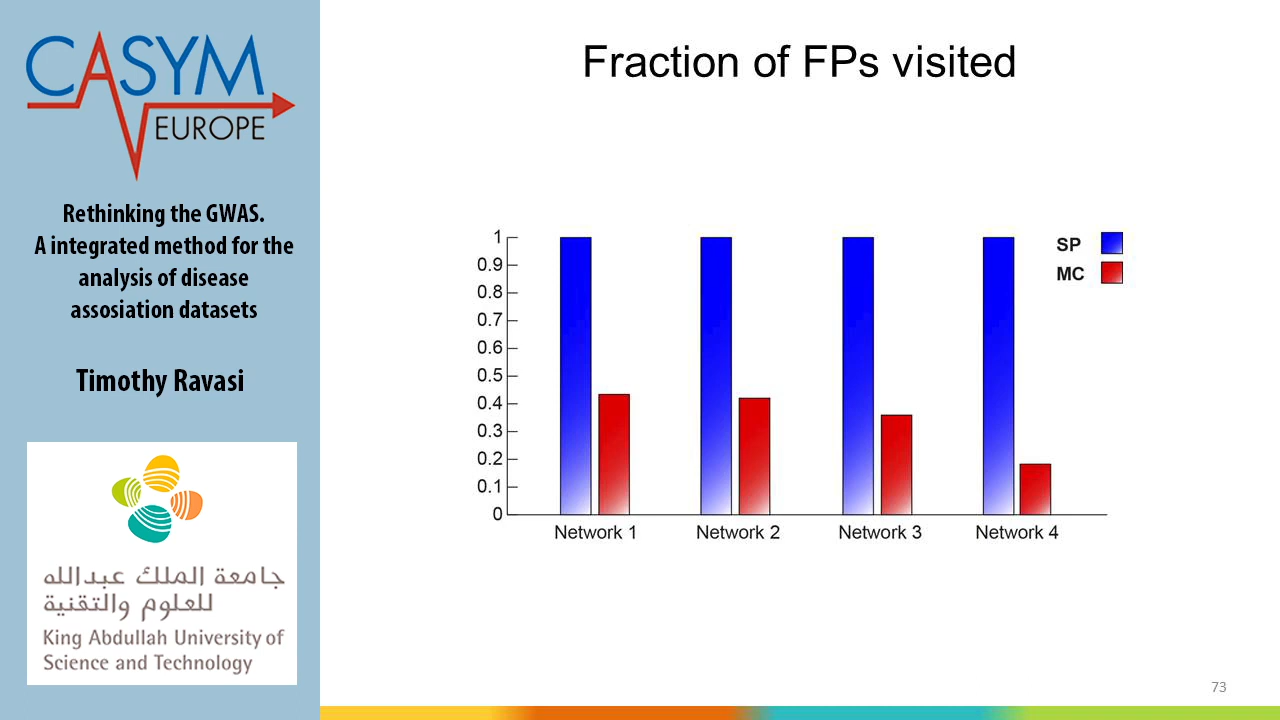 CASYM
EUROPE
Rethinking the GWAS.
A integrated method for the
analysis of disease
assosiation datasets
Timothy Ravasi
جامعة الملك عبدالله
للعلوم والتقنية
King Abdullah University of
Science and Technology
Fraction of FPs visited
1
0.9
0.8
0.7
0.6
0.5
0.4
0.3
0.2
0.1
0
Network 1
Network 2
Network 3
Network 4
SP
MC
73